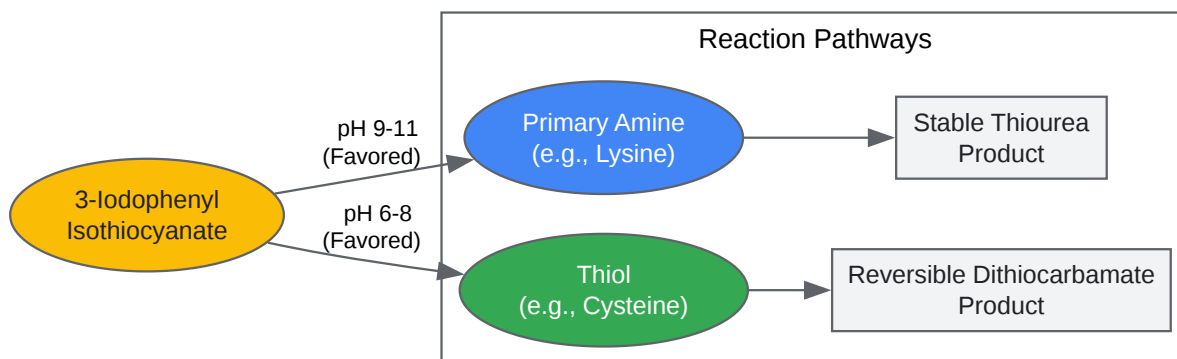 Reaction Pathways
3-Iodophenyl
Isothiocyanate
pH 9-11
(Favored)
Primary Amine
(e.g., Lysine)
Stable Thiourea
Product
pH 6-8
(Favored)
Thiol
(e.g., Cysteine)
Reversible Dithiocarbamate
Product